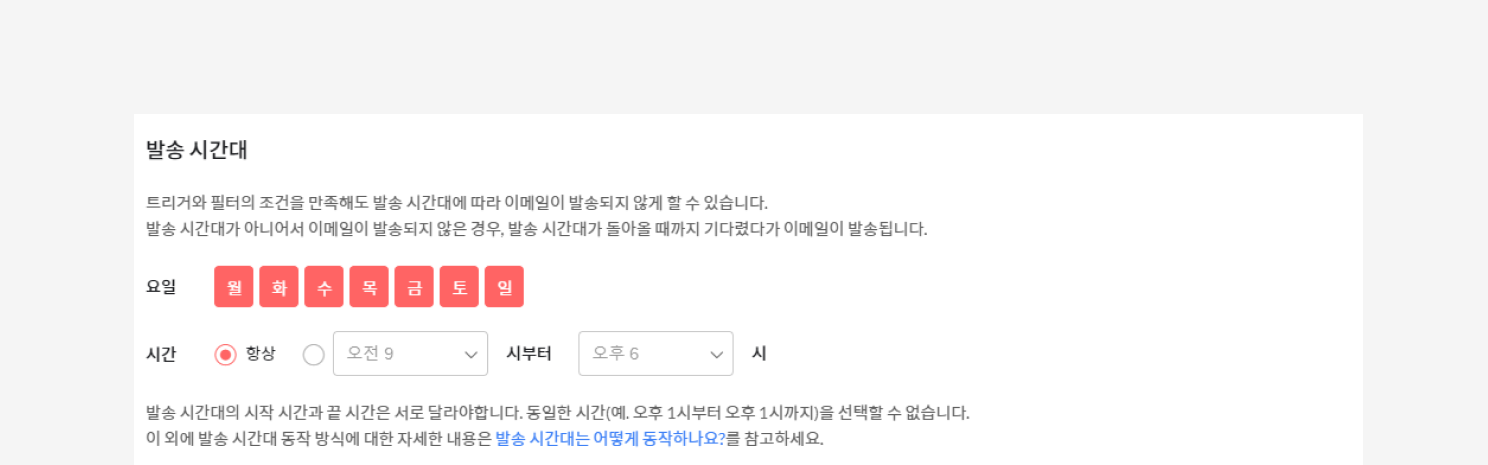 발송 시간대
트리거와 필터의 조건을 만족해도 발송 시간대에 따라 이메일이 발송되지 않게 할 수 있습니다.
발송 시간대가 아니어서 이메일이 발송되지 않은 경우, 발송 시간대가 돌아올 때까지 기다렸다가 이메일이 발송됩니다.
요일 월 화 수 목 금 토 일
시간 항상 오전 9 시부터 오후 6 시
발송 시간대의 시작 시간과 끝 시간은 서로 달라야합니다. 동일한 시간(예. 오후 1시부터 오후 1시까지)을 선택할 수 없습니다.
이 외에 발송 시간대 동작 방식에 대한 자세한 내용은 발송 시간대는 어떻게 동작하나요?를 참고하세요.